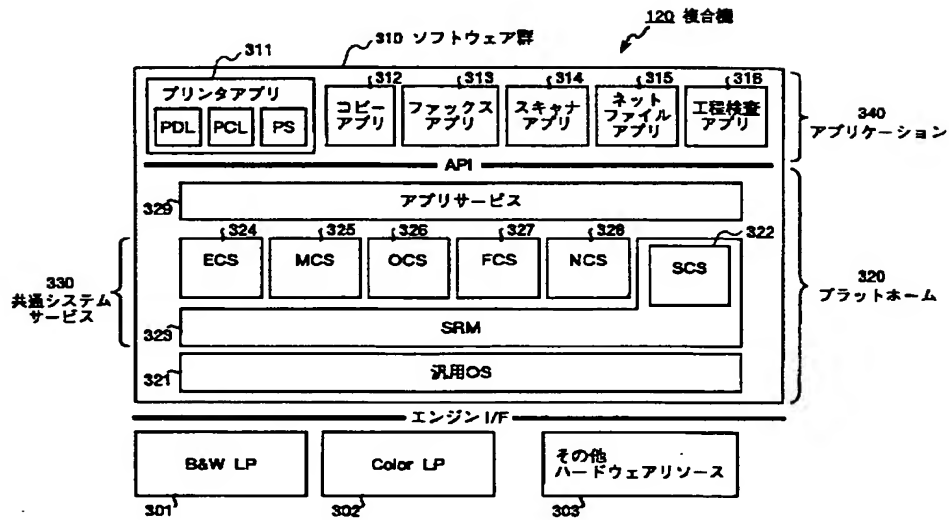 120 複合機
310 ソフトウェア群
311
プリンタアプリ
PDL PCL PS
312
コピー
アプリ
313
ファックス
アプリ
314
スキャナ
アプリ
315
ネット
ファイル
アプリ
316
工程検査
アプリ
340
アプリケーション
API
アプリサービス
329
324
ECS
325
MCS
326
OCS
327
FCS
328
NCS
322
SCS
330
共通システム
サービス
320
プラットホーム
SRM
323
汎用OS
321
エンジン I/F
B&W LP
301
Color LP
302
その他
ハードウェアリソース
303